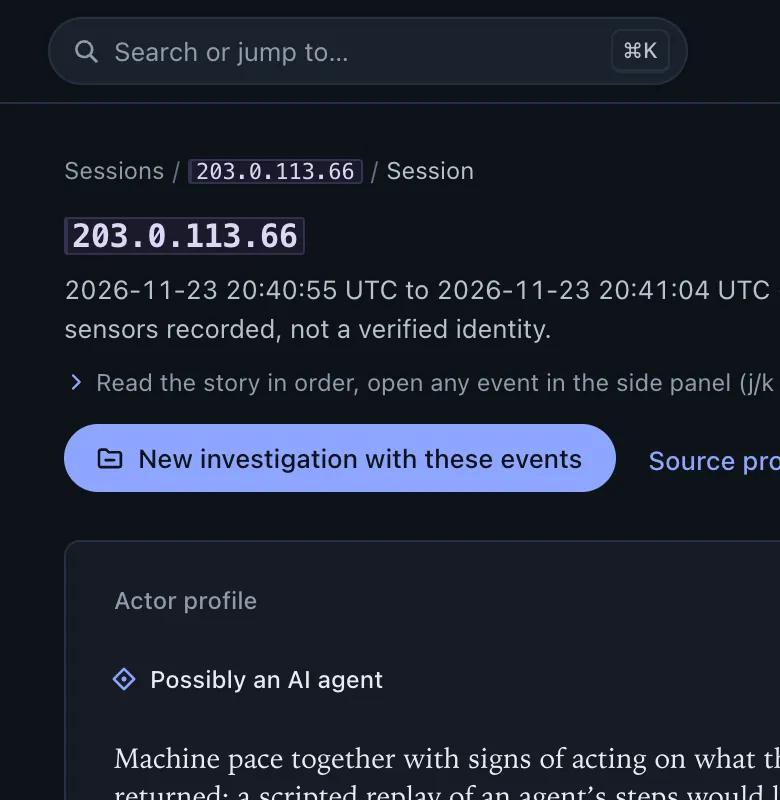 Search or jump to...
⌘K
Sessions / 203.0.113.66 / Session
203.0.113.66
2026-11-23 20:40:55 UTC to 2026-11-23 20:41:04 UTC
sensors recorded, not a verified identity.
Read the story in order, open any event in the side panel (j/k
New investigation with these events
Source pro
Actor profile
Possibly an AI agent
Machine pace together with signs of acting on what th
returned; a scripted replay of an agent’s steps would l